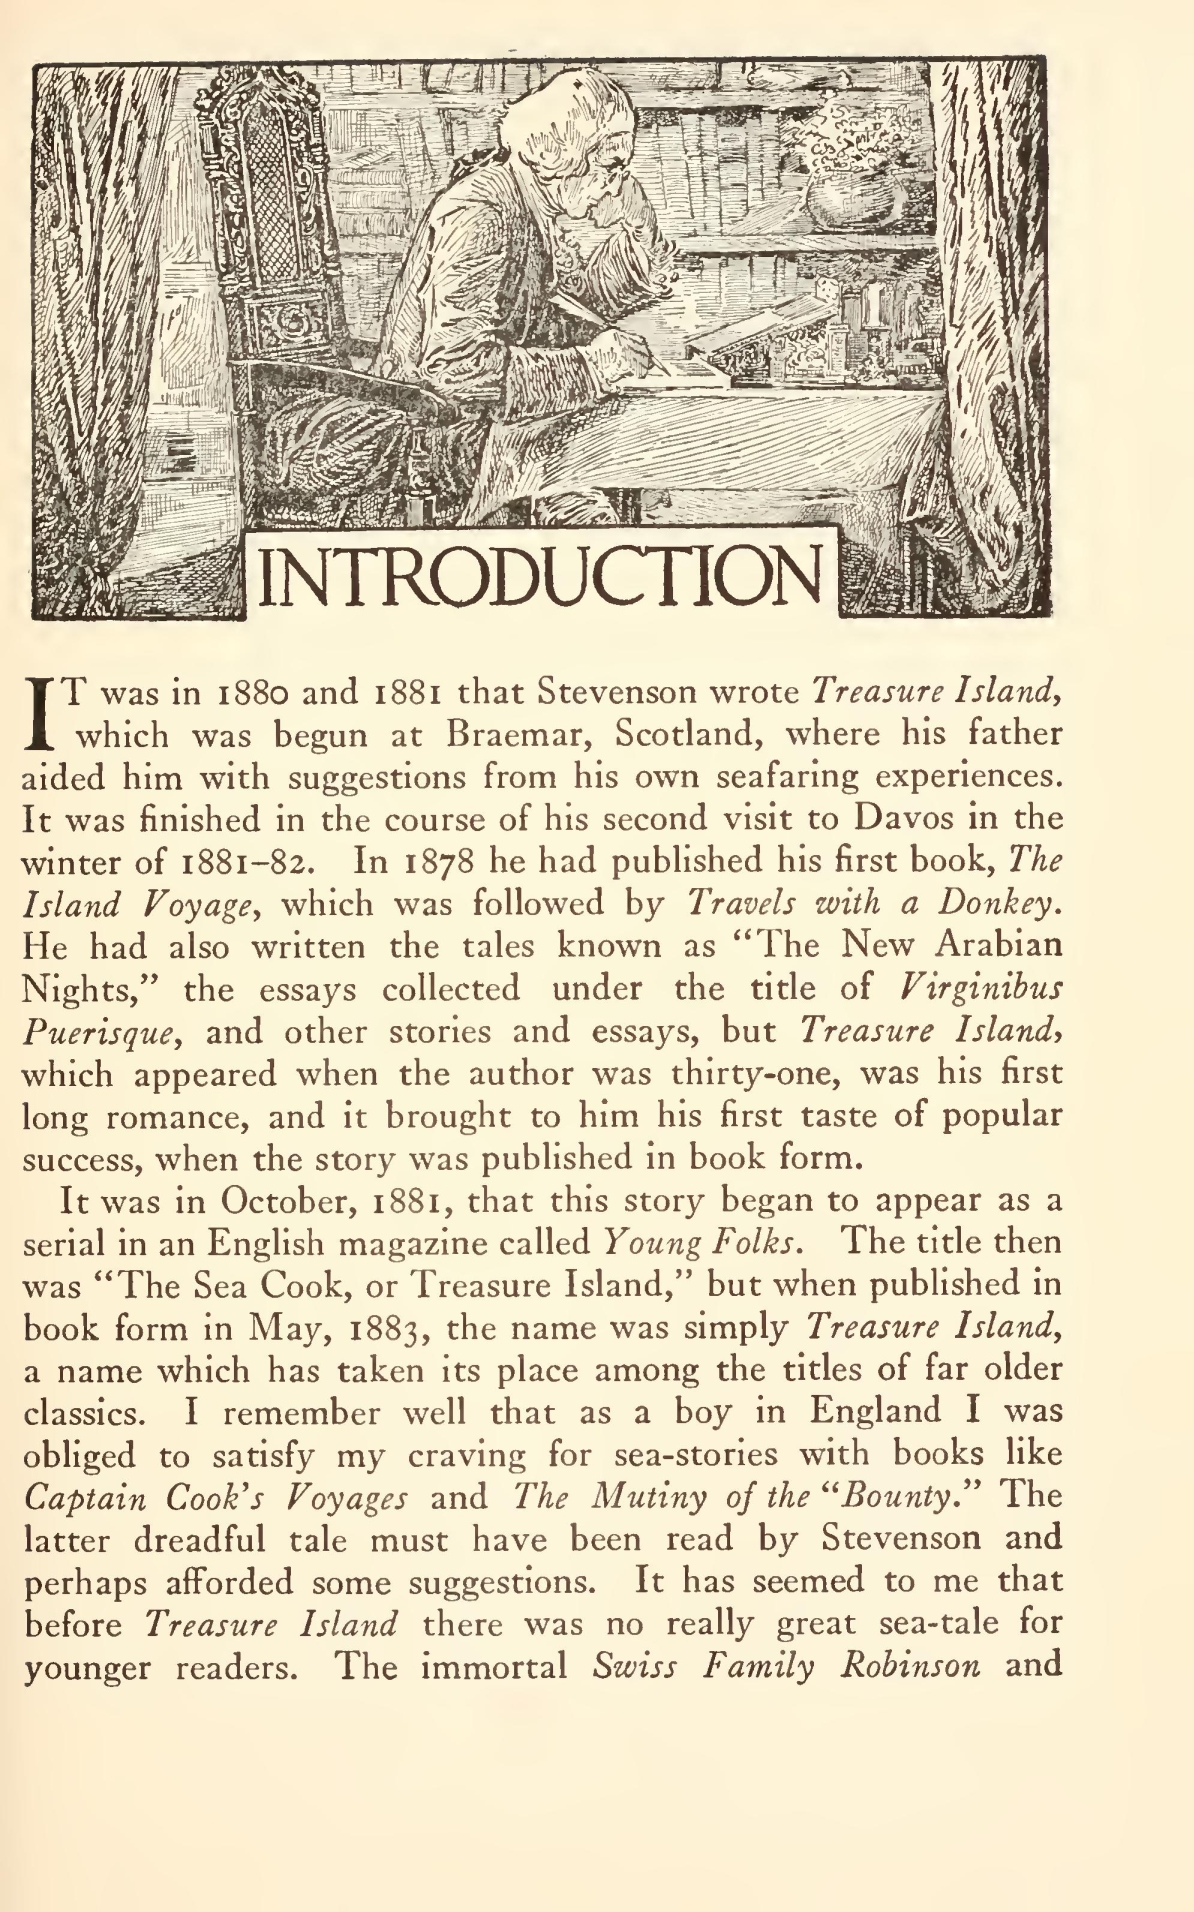 INTRODUCTION
IT was in 1880 and 1881 that Stevenson wrote Treasure Island,
which was begun at Braemar, Scotland, where his father
aided him with suggestions from his own seafaring experiences.
It was finished in the course of his second visit to Davos in the
winter of 1881–82. In 1878 he had published his first book, The
Island Voyage, which was followed by Travels with a Donkey.
He had also written the tales known as “The New Arabian
Nights,” the essays collected under the title of Virginibus
Puerisque, and other stories and essays, but Treasure Island,
which appeared when the author was thirty-one, was his first
long romance, and it brought to him his first taste of popular
success, when the story was published in book form.
It was in October, 1881, that this story began to appear as a
serial in an English magazine called Young Folks. The title then
was “The Sea Cook, or Treasure Island,” but when published in
book form in May, 1883, the name was simply Treasure Island,
a name which has taken its place among the titles of far older
classics. I remember well that as a boy in England I was
obliged to satisfy my craving for sea-stories with books like
Captain Cook's Voyages and The Mutiny of the “Bounty.” The
latter dreadful tale must have been read by Stevenson and
perhaps afforded some suggestions. It has seemed to me that
before Treasure Island there was no really great sea-tale for
younger readers. The immortal Swiss Family Robinson and